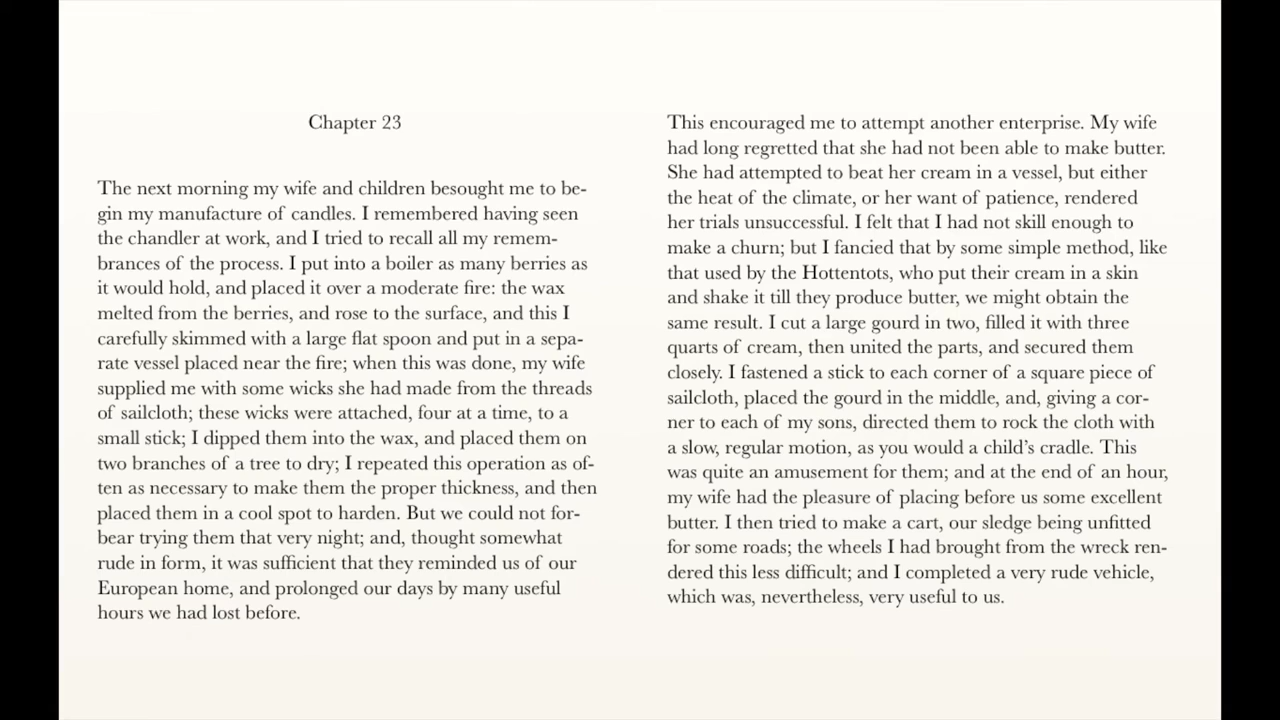 Chapter 23
The next morning my wife and children besought me to be-
gin my manufacture of candles. I remembered having seen
the chandler at work, and I tried to recall all my remem-
brances of the process. I put into a boiler as many berries as
it would hold, and placed it over a moderate fire: the wax
melted from the berries, and rose to the surface, and this I
carefully skimmed with a large flat spoon and put in a sepa-
rate vessel placed near the fire; when this was done, my wife
supplied me with some wicks she had made from the threads
of sailcloth; these wicks were attached, four at a time, to a
small stick; I dipped them into the wax, and placed them on
two branches of a tree to dry; I repeated this operation as of-
ten as necessary to make them the proper thickness, and then
placed them in a cool spot to harden. But we could not for-
bear trying them that very night; and, thought somewhat
rude in form, it was sufficient that they reminded us of our
European home, and prolonged our days by many useful
hours we had lost before.
This encouraged me to attempt another enterprise. My wife
had long regretted that she had not been able to make butter.
She had attempted to beat her cream in a vessel, but either
the heat of the climate, or her want of patience, rendered
her trials unsuccessful. I felt that I had not skill enough to
make a churn; but I fancied that by some simple method, like
that used by the Hottentots, who put their cream in a skin
and shake it till they produce butter, we might obtain the
same result. I cut a large gourd in two, filled it with three
quarts of cream, then united the parts, and secured them
closely. I fastened a stick to each corner of a square piece of
sailcloth, placed the gourd in the middle, and, giving a cor-
ner to each of my sons, directed them to rock the cloth with
a slow, regular motion, as you would a child's cradle. This
was quite an amusement for them; and at the end of an hour,
my wife had the pleasure of placing before us some excellent
butter. I then tried to make a cart, our sledge being unfitted
for some roads; the wheels I had brought from the wreck ren-
dered this less difficult; and I completed a very rude vehicle,
which was, nevertheless, very useful to us.